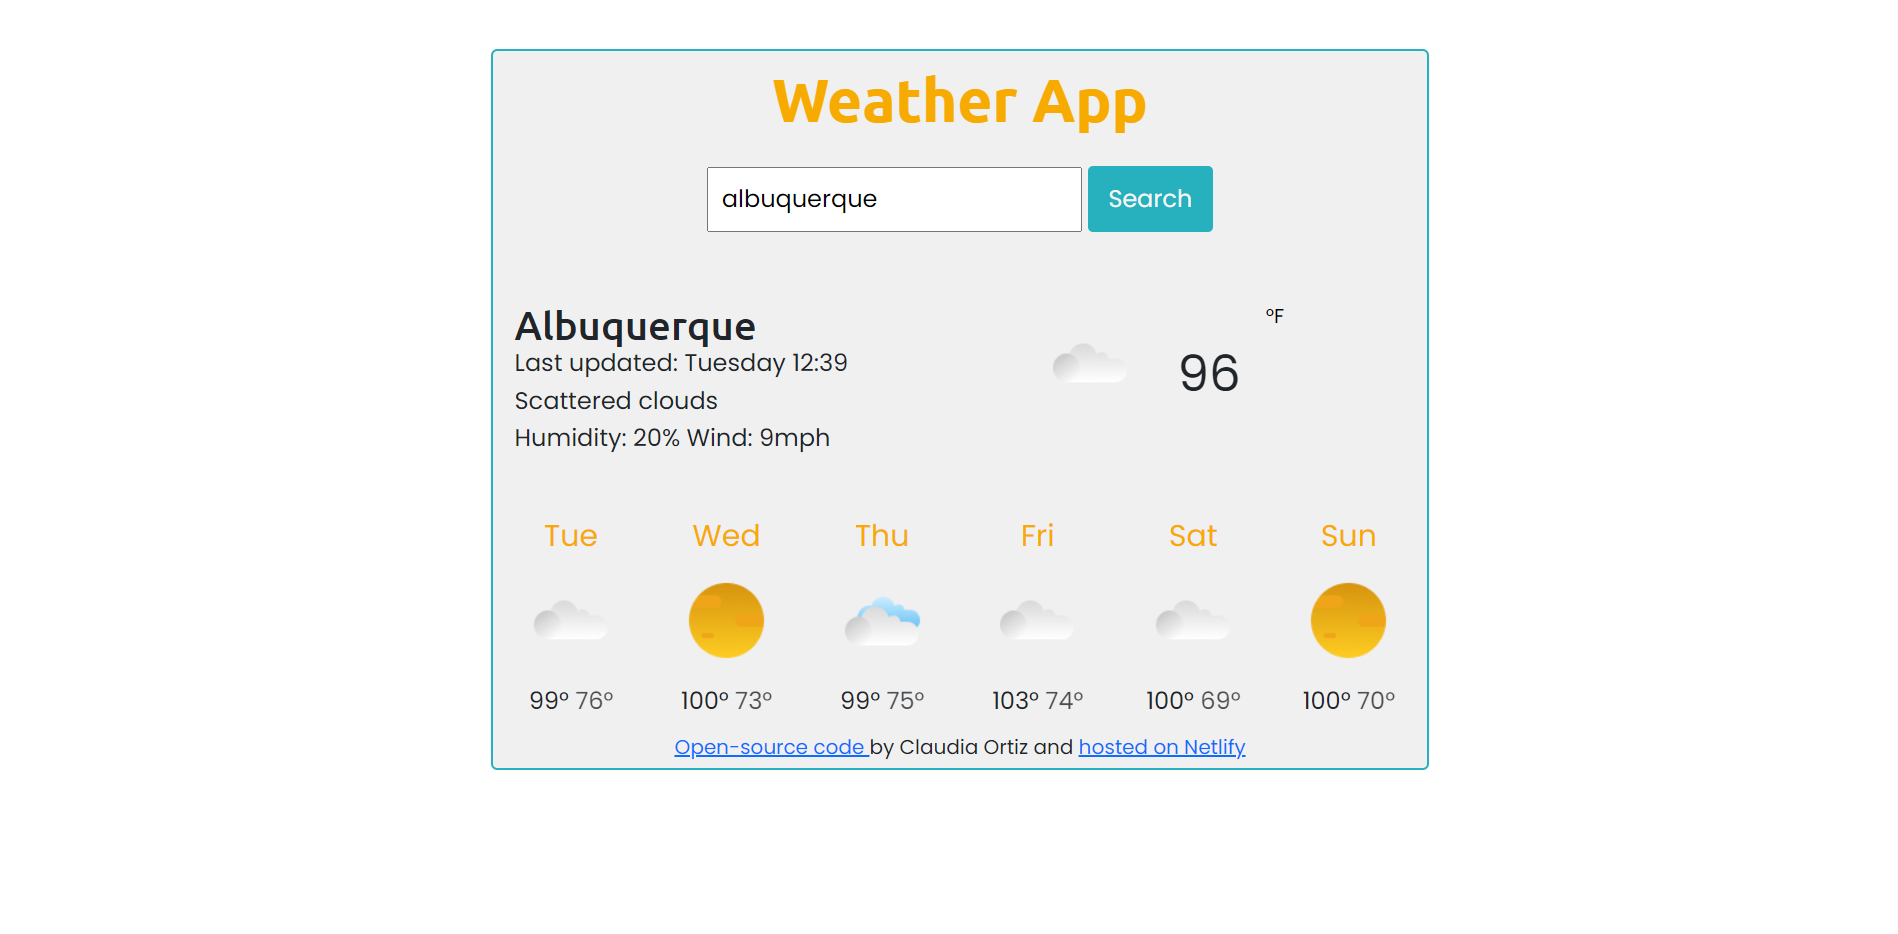 Weather App
albuquerque Search
Albuquerque
Last updated: Tuesday 12:39
Scattered clouds
Humidity: 20% Wind: 9mph
96
°F
Tue Wed Thu Fri Sat Sun
99° 76° 100° 73° 99° 75° 103° 74° 100° 69° 100° 70°
Open-source code by Claudia Ortiz and hosted on Netlify